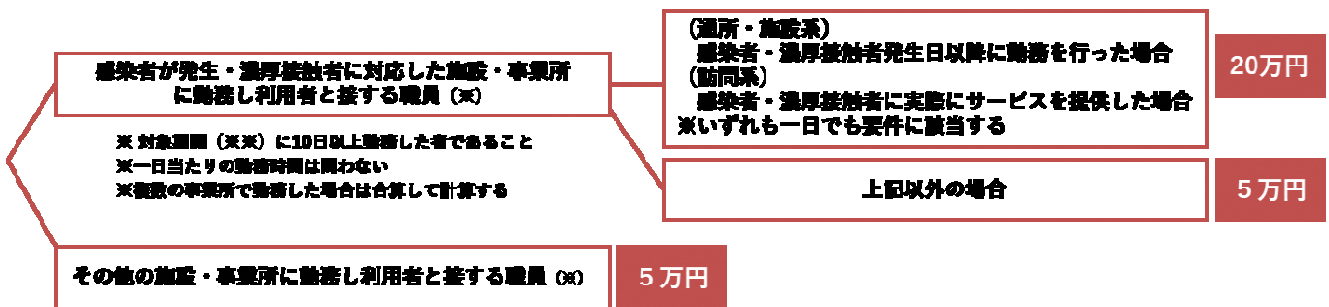 感染者が発生・濃厚接触者に対応した施設・事業所
に勤務し利用者と接する職員（※）
※ 対象期間（※※）に10日以上勤務した者であること
※一日当たりの勤務時間は問わない
※複数の事業所で勤務した場合は合算して計算する
（通所・施設系）
感染者・濃厚接触者発生日以降に勤務を行った場合
（訪問系）
感染者・濃厚接触者に実際にサービスを提供した場合
※いずれも一日でも要件に該当する
20万円
上記以外の場合
５万円
その他の施設・事業所に勤務し利用者と接する職員（※）
５万円